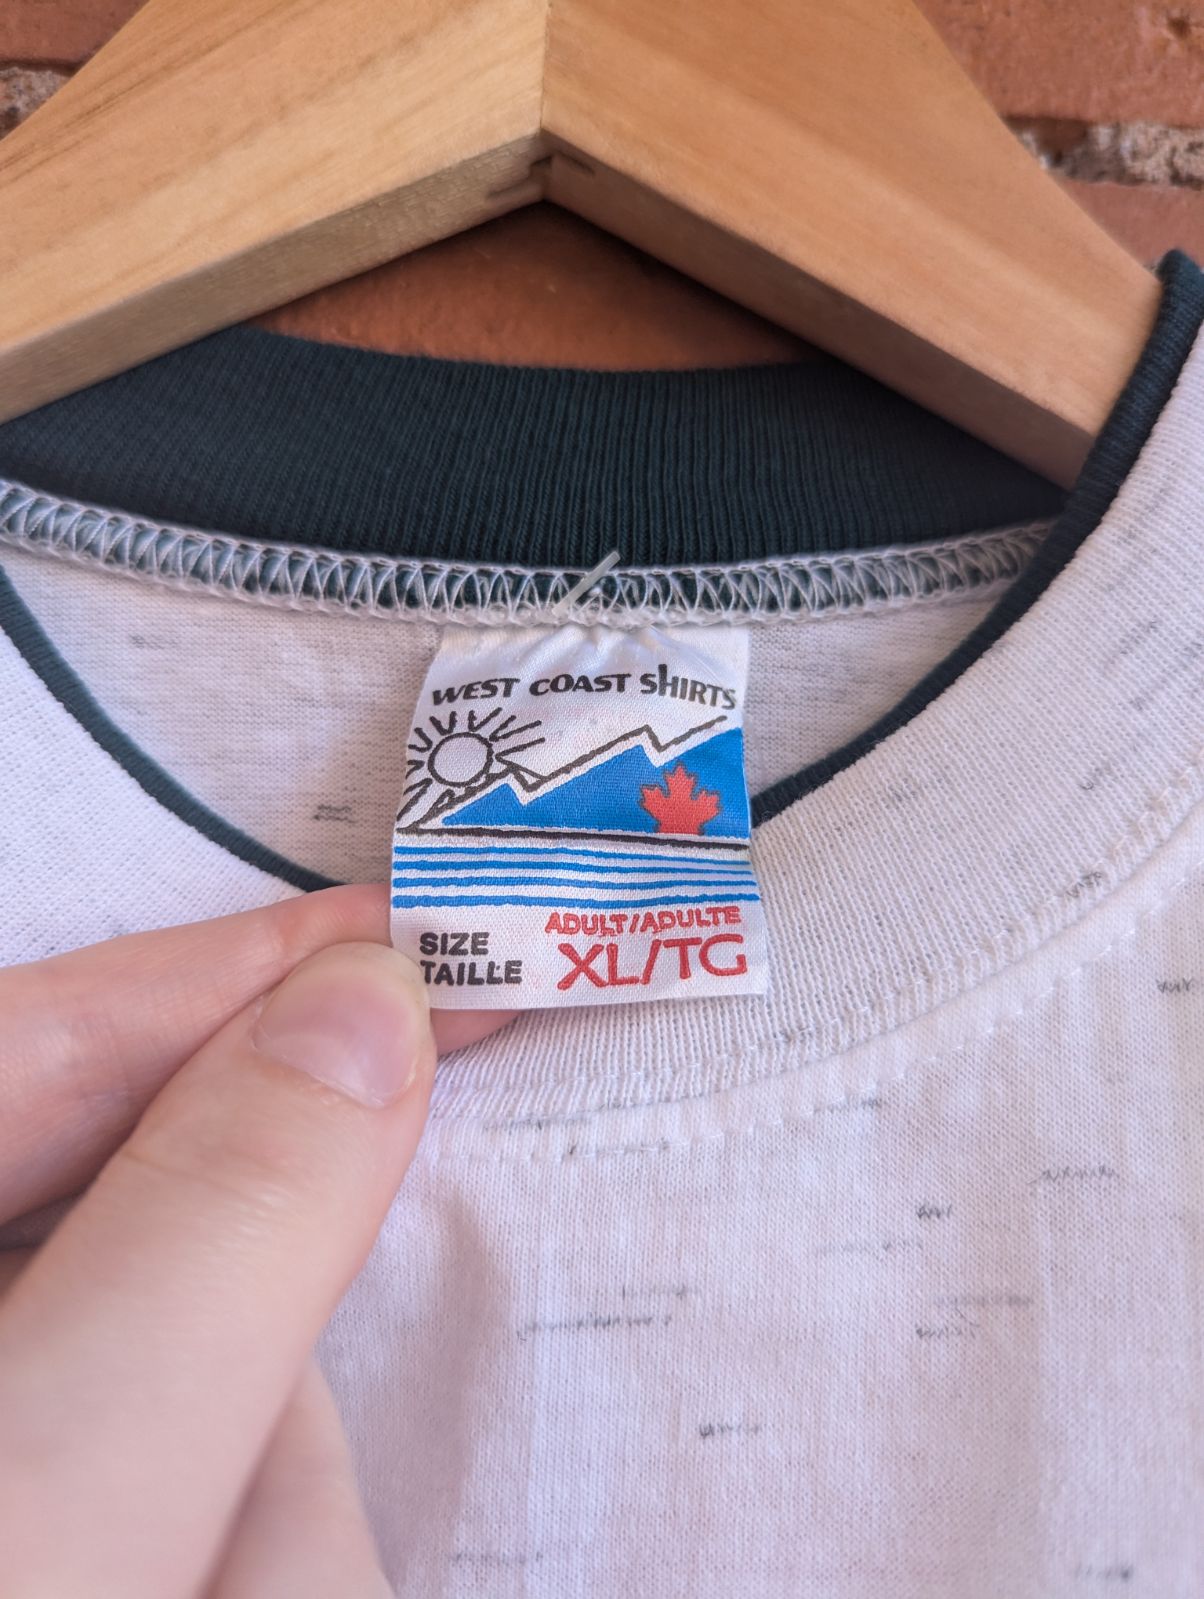 WEST COAST SHIRTS
ADULT/ADULTE
SIZE XL/TG
TAILLE